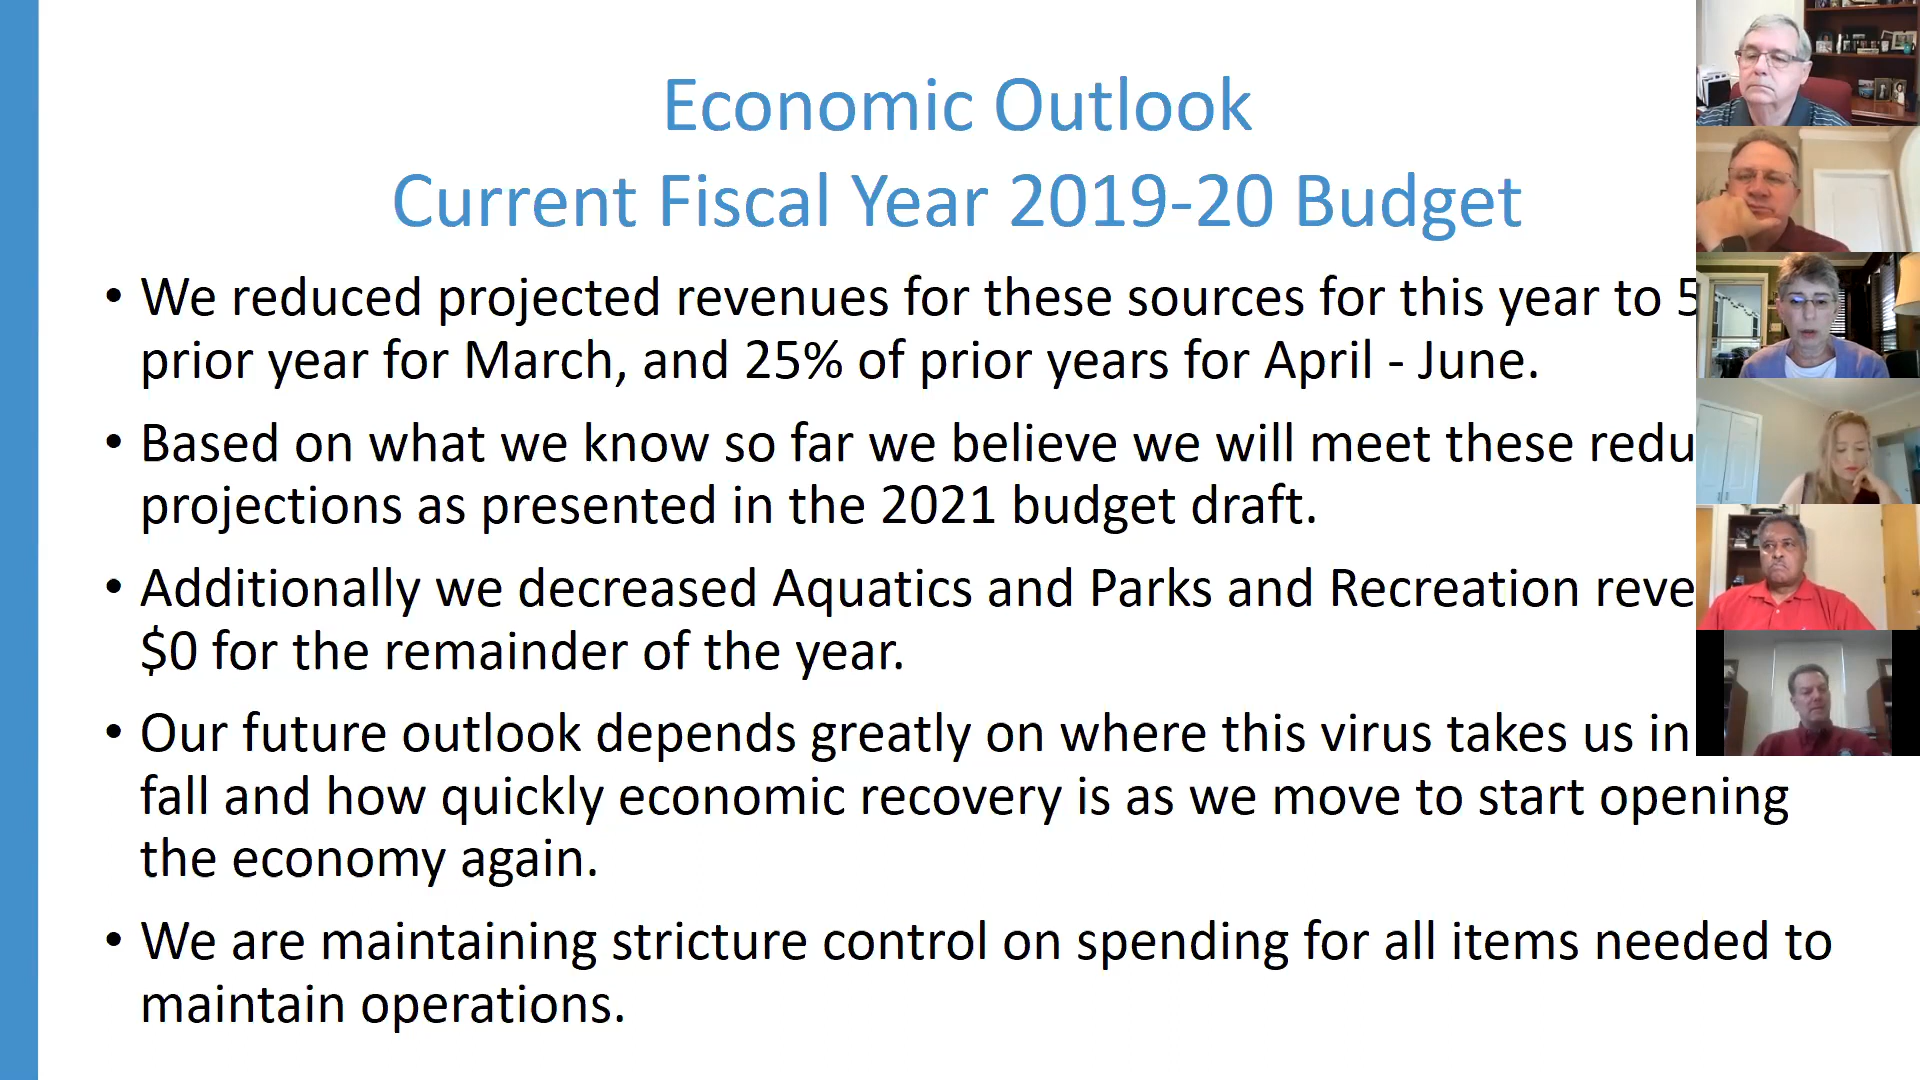 Economic Outlook
Current Fiscal Year 2019-20 Budget
• We reduced projected revenues for these sources for this year to 5
prior year for March, and 25% of prior years for April - June.
• Based on what we know so far we believe we will meet these redu
projections as presented in the 2021 budget draft.
• Additionally we decreased Aquatics and Parks and Recreation reve
$0 for the remainder of the year.
• Our future outlook depends greatly on where this virus takes us in
fall and how quickly economic recovery is as we move to start opening
the economy again.
• We are maintaining stricture control on spending for all items needed to
maintain operations.